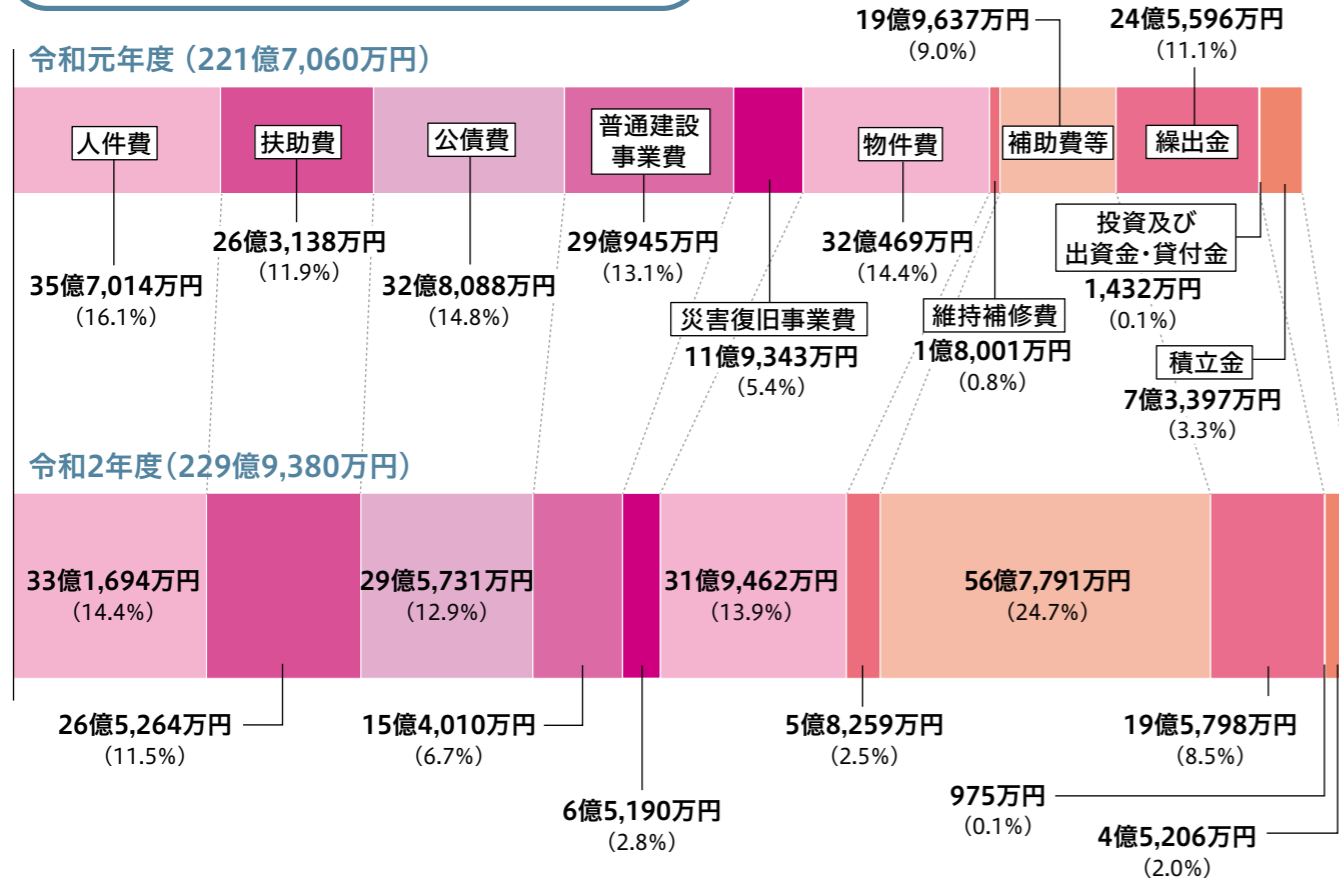 19億9,637万円
(9.0%)
24億5,596万円
(11.1%)
令和元年度（221億7,060万円）
人件費
扶助費
公債費
普通建設
事業費
物件費
補助費等
繰出金
35億7,014万円
(16.1%)
26億3,138万円
(11.9%)
32億8,088万円
(14.8%)
29億945万円
(13.1%)
災害復旧事業費
11億9,343万円
(5.4%)
32億469万円
(14.4%)
維持補修費
1億8,001万円
(0.8%)
投資及び
出資金・貸付金
1,432万円
(0.1%)
積立金
7億3,397万円
(3.3%)
令和2年度（229億9,380万円）
33億1,694万円
(14.4%)
29億5,731万円
(12.9%)
31億9,462万円
(13.9%)
56億7,791万円
(24.7%)
26億5,264万円
(11.5%)
15億4,010万円
(6.7%)
6億5,190万円
(2.8%)
5億8,259万円
(2.5%)
19億5,798万円
(8.5%)
975万円
(0.1%)
4億5,206万円
(2.0%)